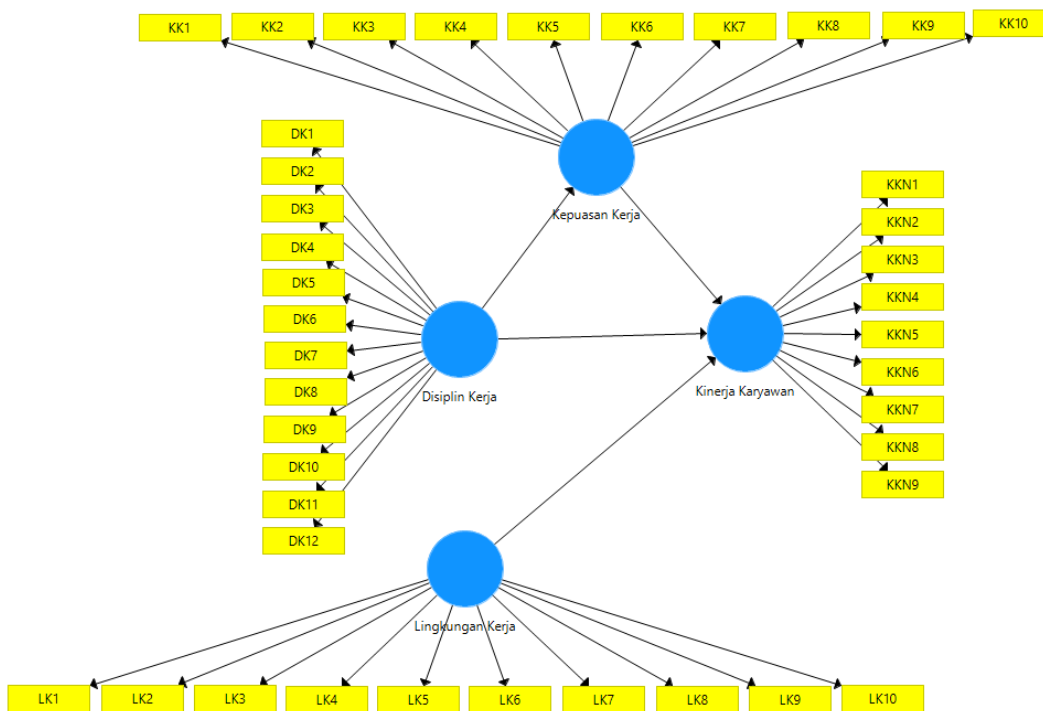 KK1
KK2
KK3
KK4
KK5
KK6
KK7
KK8
KK9
KK10
DK1
DK2
DK3
DK4
DK5
DK6
DK7
DK8
DK9
DK10
DK11
DK12
Kepuasan Kerja
Disiplin Kerja
Kinerja Karyawan
KKN1
KKN2
KKN3
KKN4
KKN5
KKN6
KKN7
KKN8
KKN9
Lingkungan Kerja
LK1
LK2
LK3
LK4
LK5
LK6
LK7
LK8
LK9
LK10